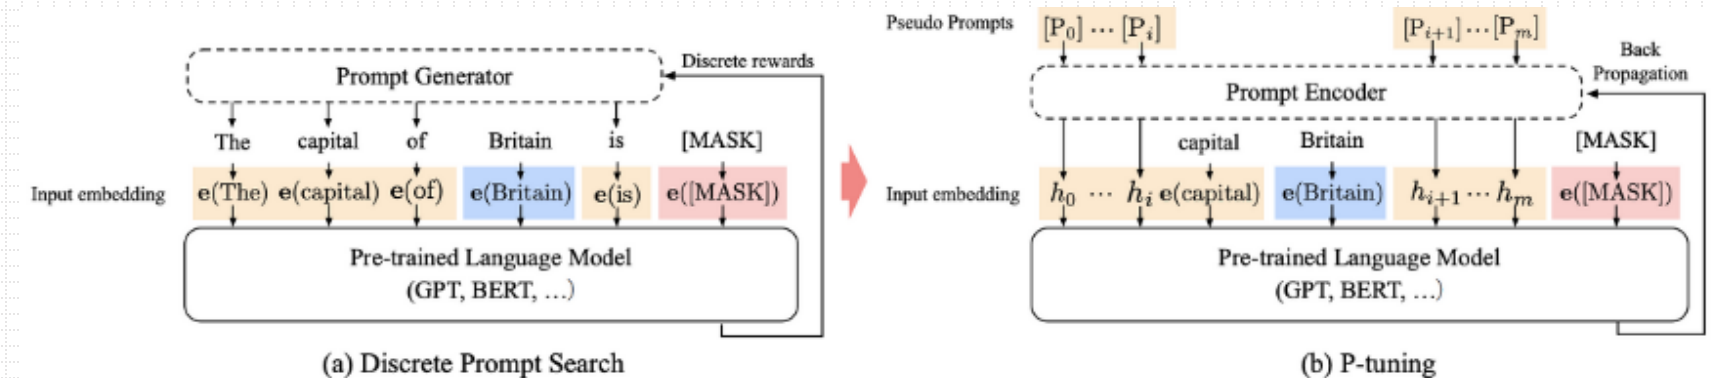 Prompt Generator
Discrete rewards
The capital of Britain is [MASK]
Input embedding e(The) e(capital) e(of) e(Britain) e(is) e([MASK])
Pre-trained Language Model
(GPT, BERT, ...)
(a) Discrete Prompt Search
Pseudo Prompts [P₀] ... [Pᵢ] [Pᵢ₊₁] ... [Pₘ]
Back
Propagation
Prompt Encoder
capital Britain [MASK]
Input embedding h₀ ... hᵢ e(capital) e(Britain) hᵢ₊₁ ... hₘ e([MASK])
Pre-trained Language Model
(GPT, BERT, ...)
(b) P-tuning